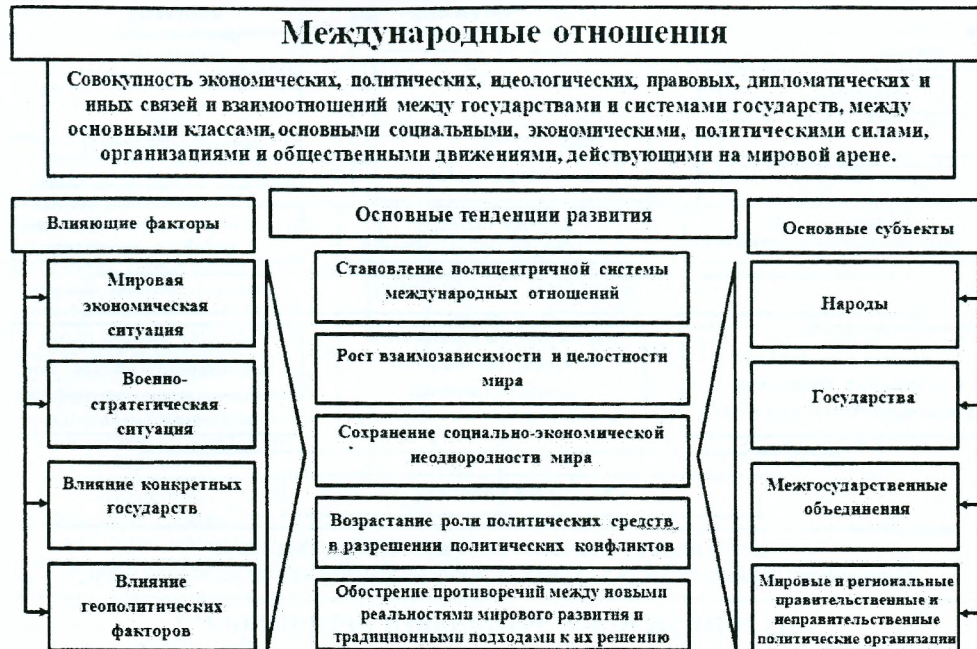 Международные отношения
Совокупность экономических, политических, идеологических, правовых, дипломатических и
иных связей и взаимоотношений между государствами и системами государств, между
основными классами, основными социальными, экономическими, политическими силами,
организациями и общественными движениями, действующими на мировой арене.
Влияющие факторы
Мировая
экономическая
ситуация
Военно-
стратегическая
ситуация
Влияние конкретных
государств
Влияние
геополитических
факторов
Основные тенденции развития
Становление полицентричной системы
международных отношений
Рост взаимозависимости и целостности
мира
Сохранение социально-экономической
неоднородности мира
Возрастание роли политических средств
в разрешении политических конфликтов
Обострение противоречий между новыми
реальностями мирового развития и
традиционными подходами к их решению
Основные субъекты
Народы
Государства
Межгосударственные
объединения
Мировые и региональные
правительственные и
неправительственные
политические организации